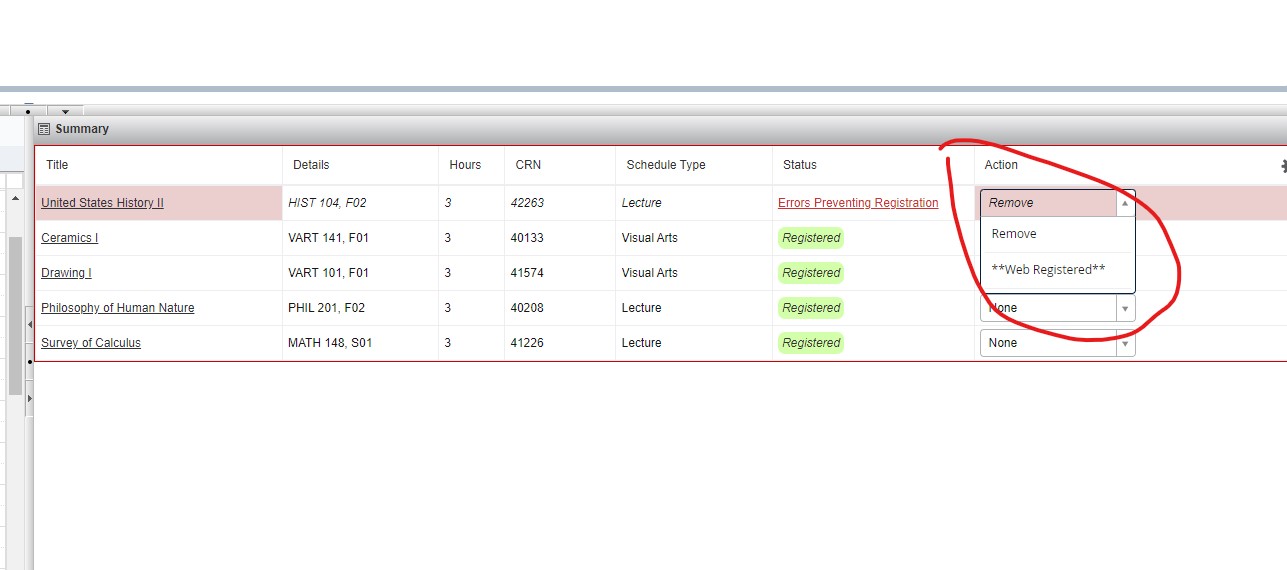 Summary
Title Details Hours CRN Schedule Type Status Action
United States History II HIST 104, F02 3 42263 Lecture Errors Preventing Registration Remove
Ceramics I VART 141, F01 3 40133 Visual Arts Registered Remove
Drawing I VART 101, F01 3 41574 Visual Arts Registered **Web Registered**
Philosophy of Human Nature PHIL 201, F02 3 40208 Lecture Registered None
Survey of Calculus MATH 148, S01 3 41226 Lecture Registered None